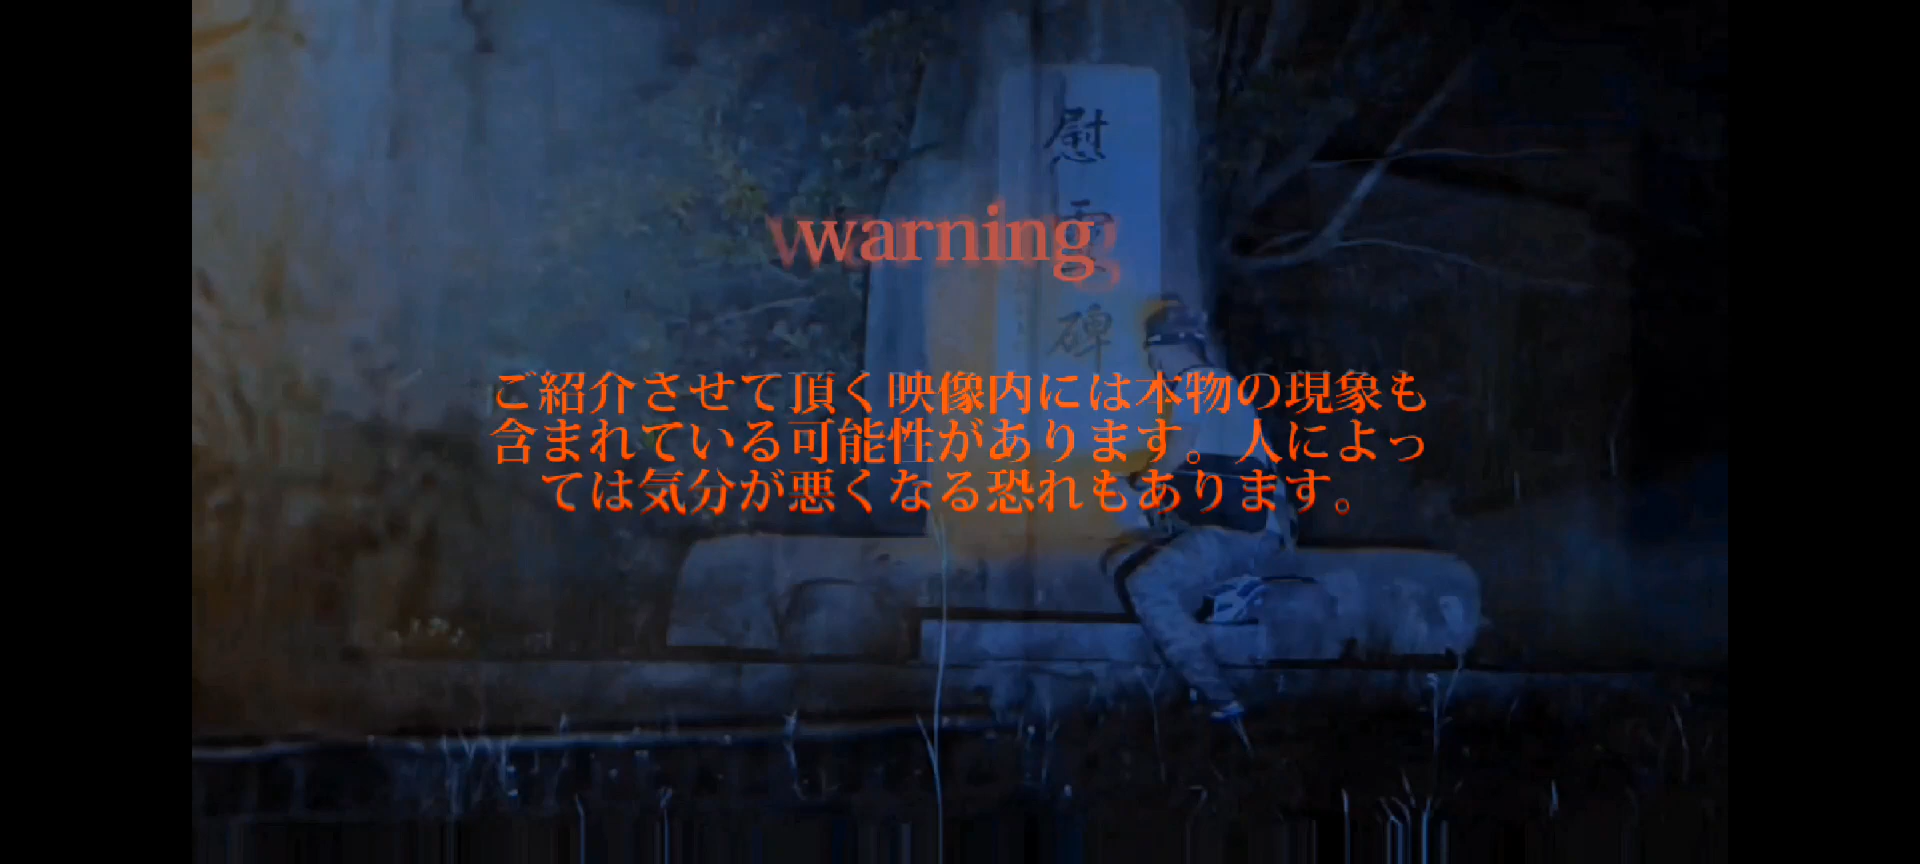 慰霊碑
warning
ご紹介させて頂く映像内には本物の現象も
含まれている可能性があります。人によっ
ては気分が悪くなる恐れもあります。